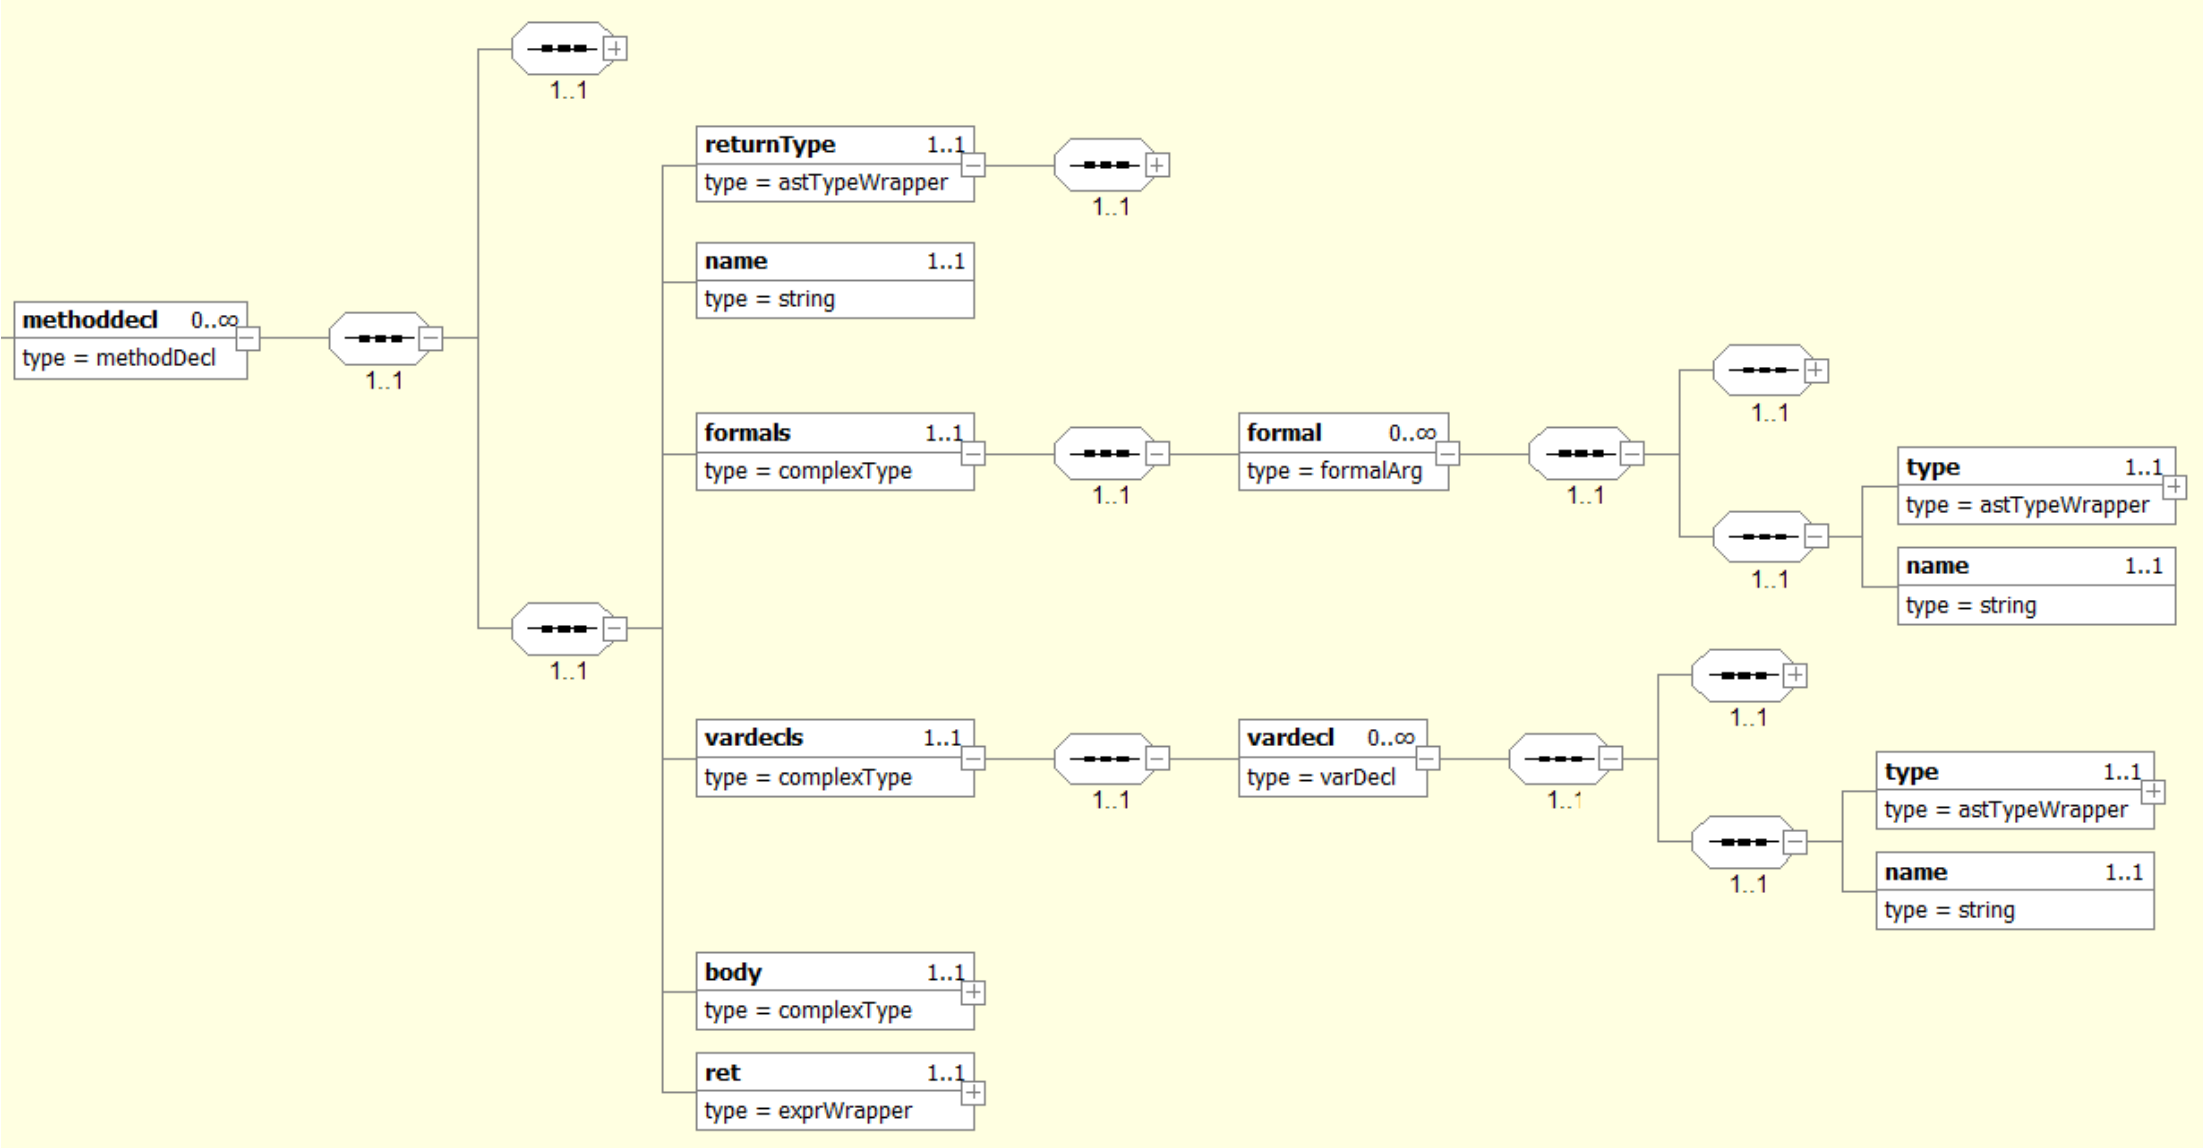 1..1
returnType 1..1
type = astTypeWrapper
1..1
name 1..1
type = string
methoddecl 0..∞
type = methodDecl
1..1
formals 1..1
type = complexType
1..1
formal 0..∞
type = formalArg
1..1
1..1
type 1..1
type = astTypeWrapper
1..1
name 1..1
type = string
1..1
vardecls 1..1
type = complexType
1..1
vardecl 0..∞
type = varDecl
1..1
1..1
type 1..1
type = astTypeWrapper
1..1
name 1..1
type = string
body 1..1
type = complexType
ret 1..1
type = exprWrapper